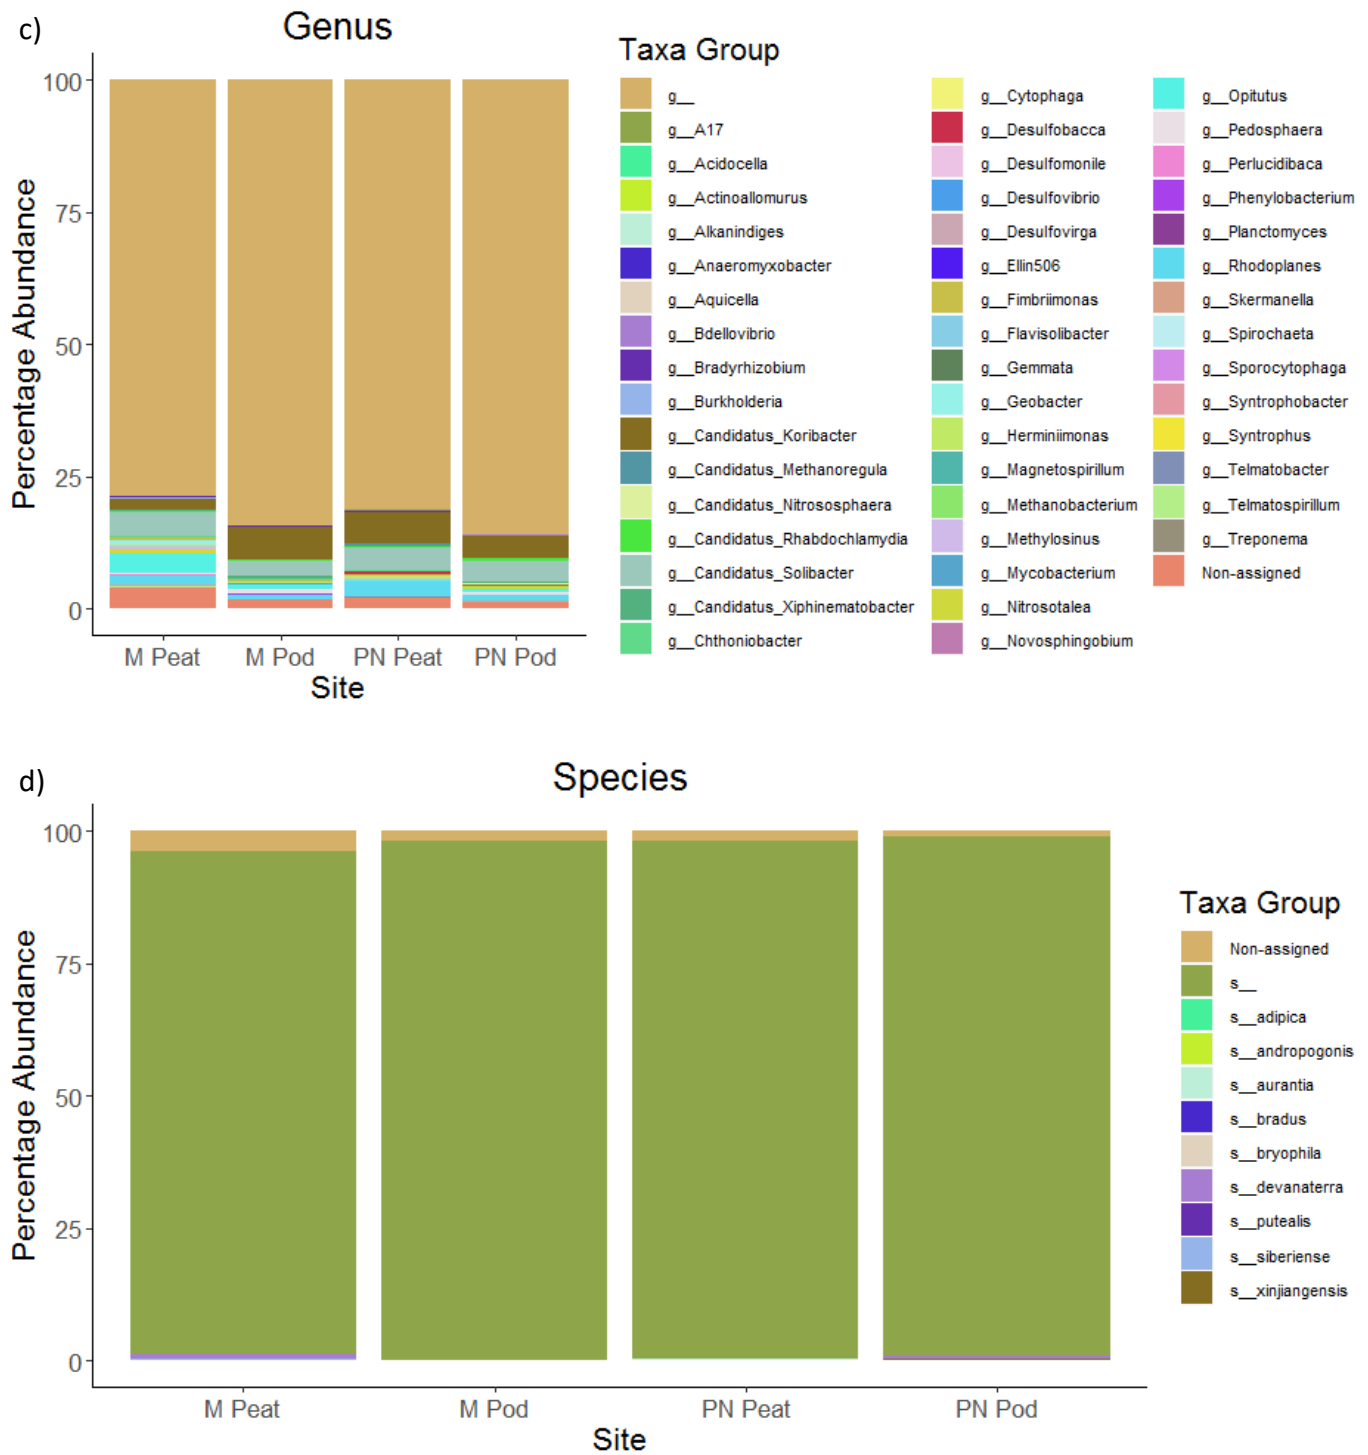 c)
Genus
Percentage Abundance
100
75
50
25
0
M Peat
M Pod
PN Peat
PN Pod
Site
Taxa Group
g__
g__A17
g__Acidocella
g__Actinoallomurus
g__Alkanindiges
g__Anaeromyxobacter
g__Aquicella
g__Bdellovibrio
g__Bradyrhizobium
g__Burkholderia
g__Candidatus_Koribacter
g__Candidatus_Methanoregula
g__Candidatus_Nitrososphaera
g__Candidatus_Rhabdochlamydia
g__Candidatus_Solibacter
g__Candidatus_Xiphinematobacter
g__Chthoniobacter
g__Cytophaga
g__Desulfobacca
g__Desulfomonile
g__Desulfovibrio
g__Desulfovirga
g__Ellin506
g__Fimbriimonas
g__Flavisolibacter
g__Gemmata
g__Geobacter
g__Herminiimonas
g__Magnetospirillum
g__Methanobacterium
g__Methylosinus
g__Mycobacterium
g__Nitrosotalea
g__Novosphingobium
g__Opitutus
g__Pedosphaera
g__Perlucidibaca
g__Phenylobacterium
g__Planctomyces
g__Rhodoplanes
g__Skermanella
g__Spirochaeta
g__Sporocytophaga
g__Syntrophobacter
g__Syntrophus
g__Telmatobacter
g__Telmatospirillum
g__Treponema
Non-assigned
d)
Species
Percentage Abundance
100
75
50
25
0
M Peat
M Pod
PN Peat
PN Pod
Site
Taxa Group
Non-assigned
s__
s__adipica
s__andropogonis
s__aurantia
s__bradus
s__bryophila
s__devanaterra
s__putealis
s__siberiense
s__xinjiangensis